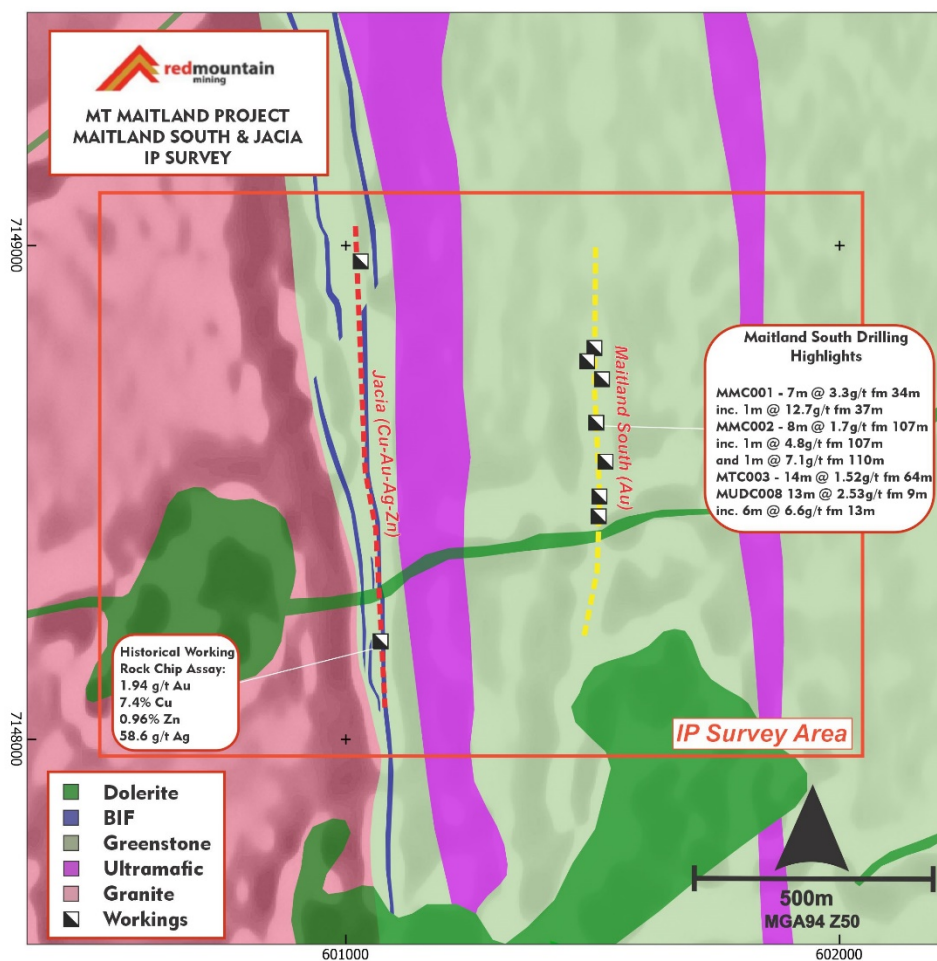 redmountain
mining
MT MAITLAND PROJECT
MAITLAND SOUTH & JACIA
IP SURVEY
7149000
Jacia (Cu-Au-Ag-Zn)
Maitland South (Au)
Maitland South Drilling
Highlights
MMC001 - 7m @ 3.3g/t fm 34m
inc. 1m @ 12.7g/t fm 37m
MMC002 - 8m @ 1.7g/t fm 107m
inc. 1m @ 4.8g/t fm 107m
and 1m @ 7.1g/t fm 110m
MTC003 - 14m @ 1.52g/t fm 64m
MUDC008 13m @ 2.53g/t fm 9m
inc. 6m @ 6.6g/t fm 13m
Historical Working
Rock Chip Assay:
1.94 g/t Au
7.4% Cu
0.96% Zn
58.6 g/t Ag
7148000
IP Survey Area
Dolerite
BIF
Greenstone
Ultramafic
Granite
Workings
500m
MGA94 Z50
601000
602000